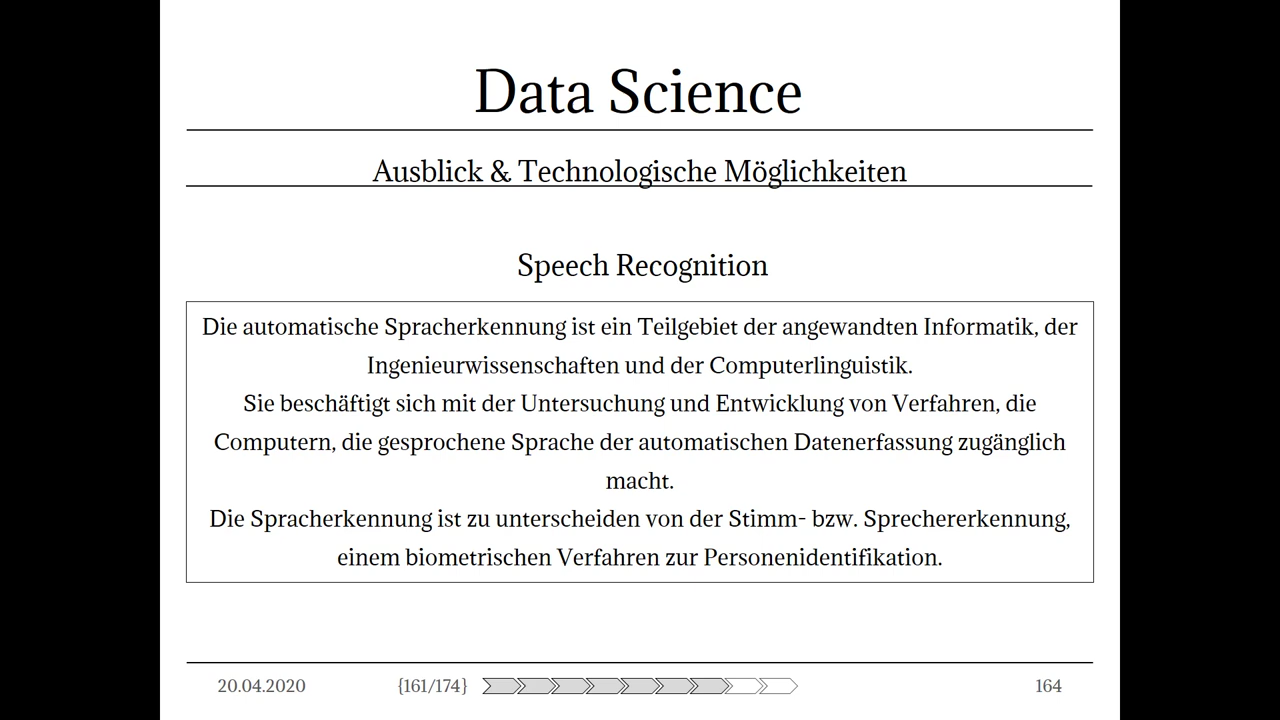 Data Science
Ausblick & Technologische Möglichkeiten
Speech Recognition
Die automatische Spracherkennung ist ein Teilgebiet der angewandten Informatik, der
Ingenieurwissenschaften und der Computerlinguistik.
Sie beschäftigt sich mit der Untersuchung und Entwicklung von Verfahren, die
Computern, die gesprochene Sprache der automatischen Datenerfassung zugänglich
macht.
Die Spracherkennung ist zu unterscheiden von der Stimm- bzw. Sprechererkennung,
einem biometrischen Verfahren zur Personenidentifikation.
20.04.2020 {161/174} 164